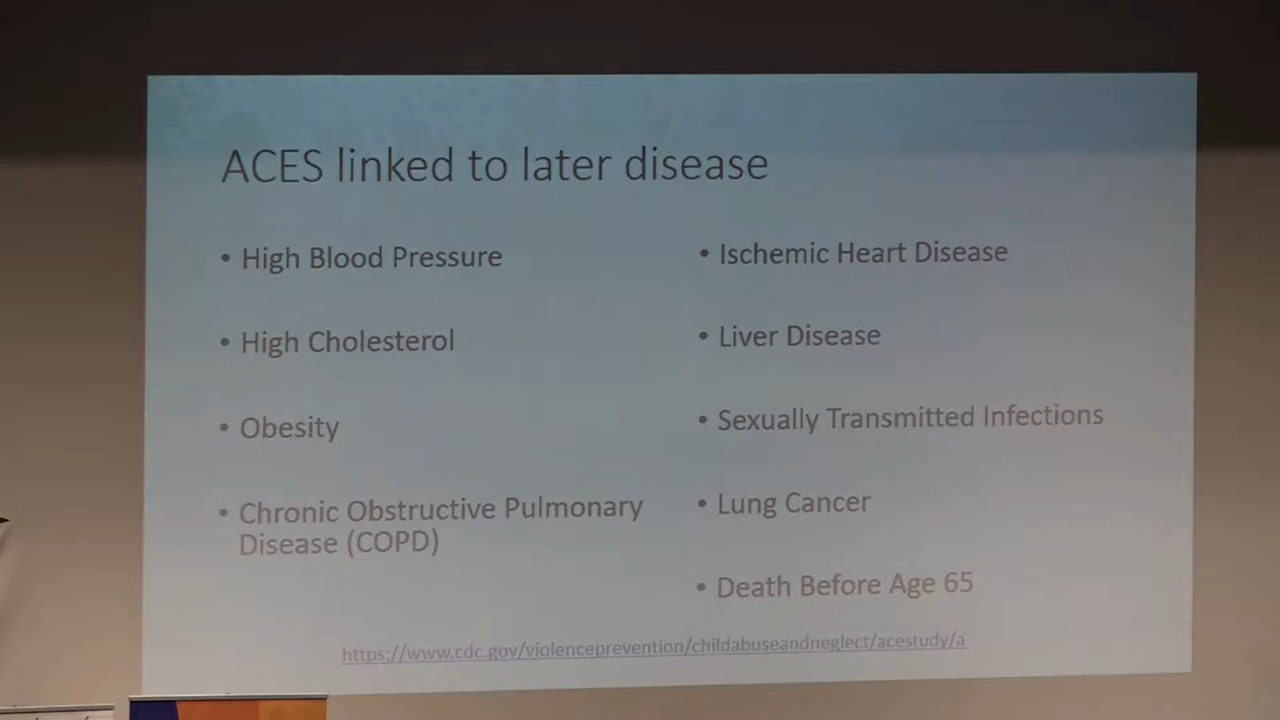 ACES linked to later disease
• High Blood Pressure
• High Cholesterol
• Obesity
• Chronic Obstructive Pulmonary
Disease (COPD)
• Ischemic Heart Disease
• Liver Disease
• Sexually Transmitted Infections
• Lung Cancer
• Death Before Age 65
https://www.cdc.gov/violenceprevention/childabuseandneglect/acestudy/a